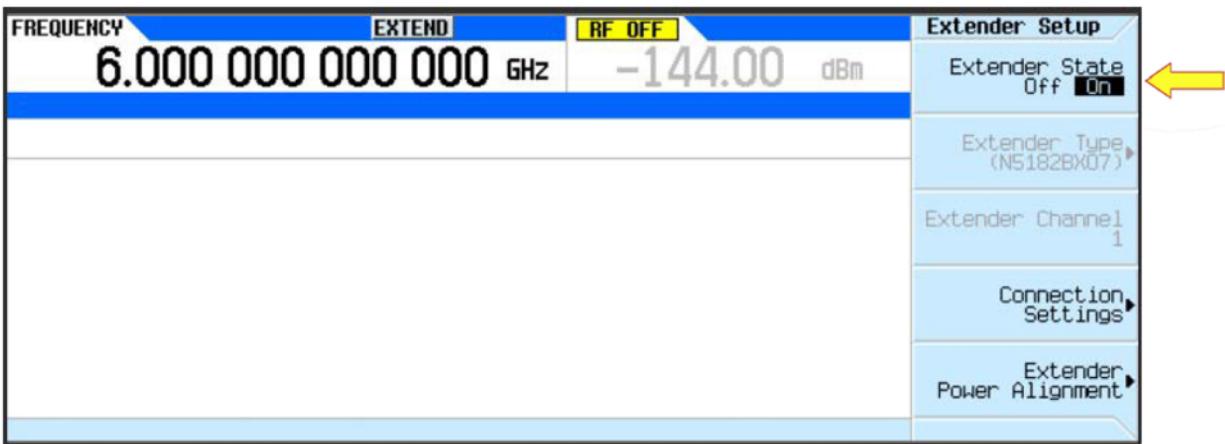 FREQUENCY EXTEND RF OFF
6.000 000 000 000 GHz -144.00 dBm
Extender Setup
Extender State
Off On
Extender Type
(N5182BX07)
Extender Channel
1
Connection
Settings
Extender
Power Alignment